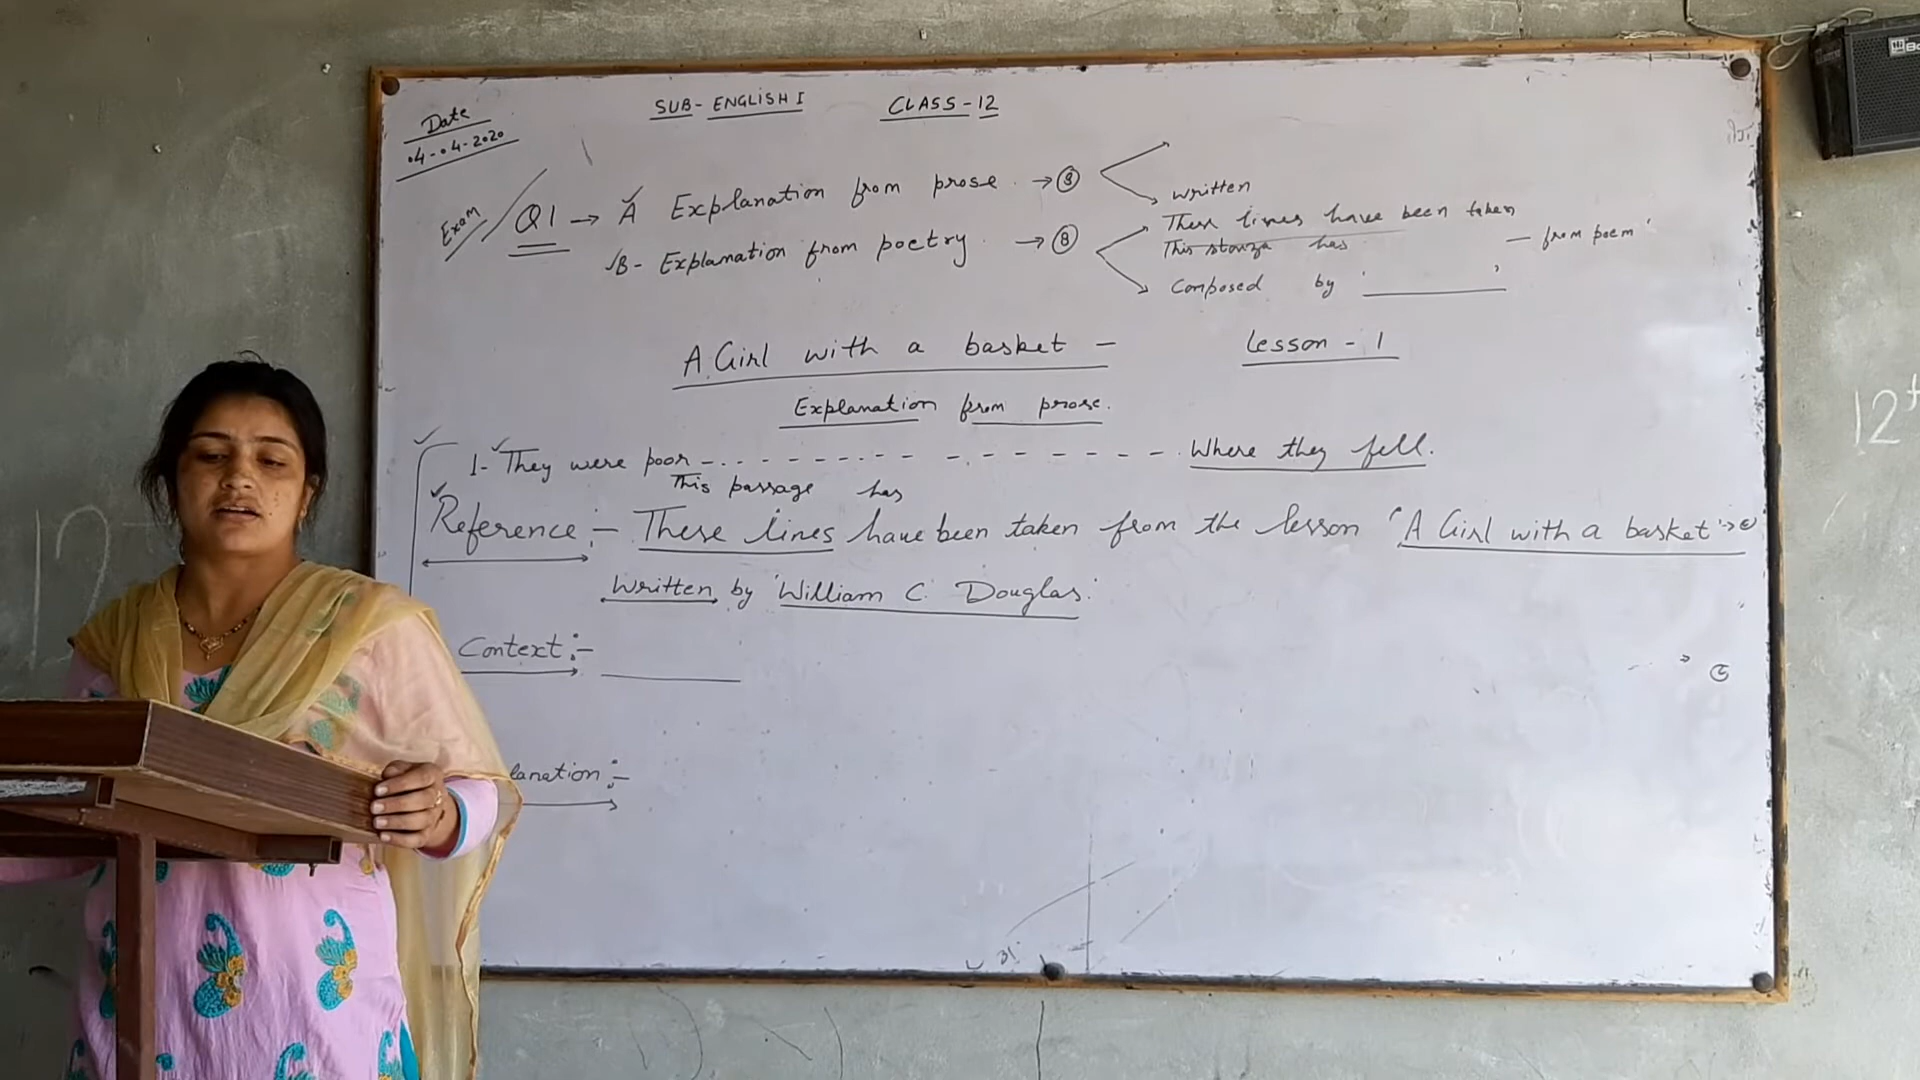 SUB- ENGLISH I CLASS-12
Date
04-04-2020
Exam
Q1 → A Explanation from prose. → 8
B- Explanation from poetry. → 8
written
These lines have been taken
This stanza has — from poem'
Composed by '________'
A Girl with a basket - Lesson - 1
Explanation from prose.
1- They were poor - - - - - - - - - - - - - - - - Where they fell.
This passage has
Reference:- These lines have been taken from the lesson 'A Girl with a basket'
Written by 'William C. Douglas.'
Context:- ________
lanation:-
12
12